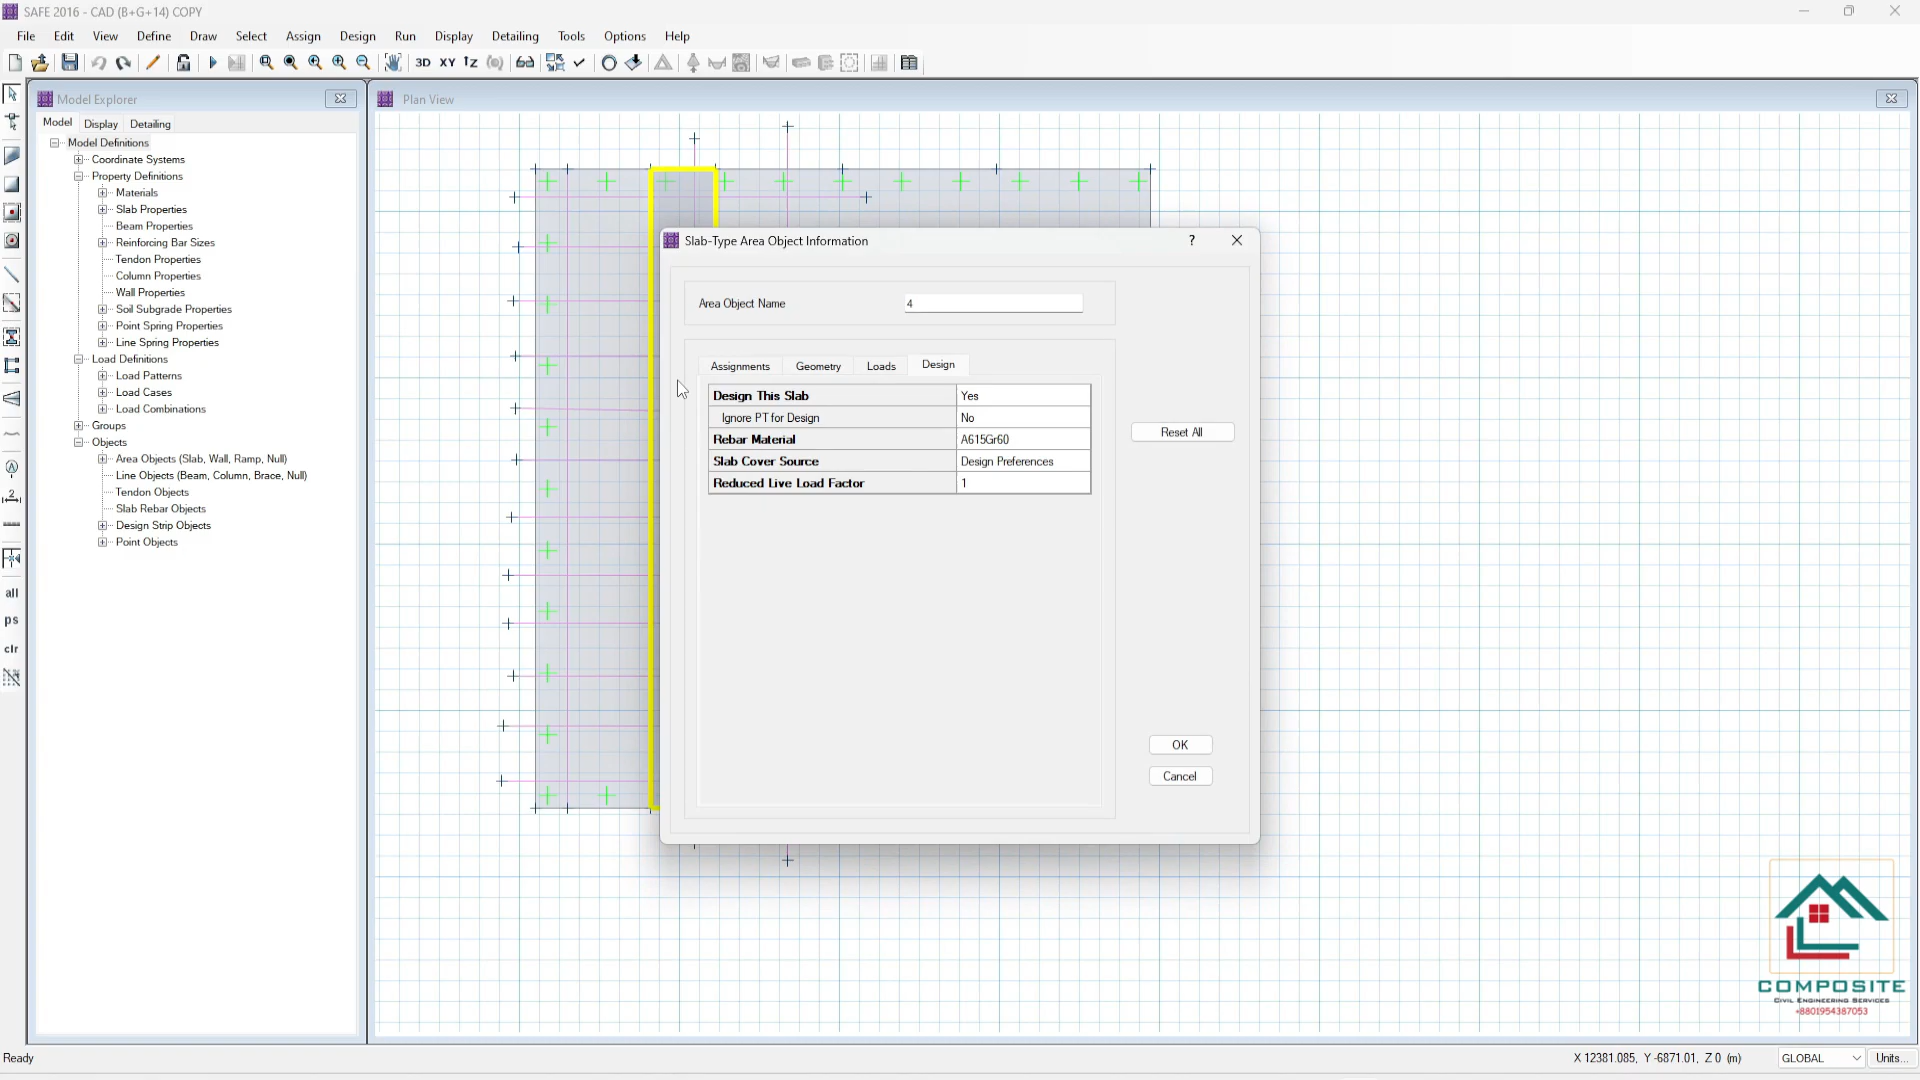 SAFE 2016 - CAD (B+G+14) COPY
File Edit View Define Draw Select Assign Design Run Display Detailing Tools Options Help
3D XY
Model Explorer
Plan View
Model Display Detailing
Model Definitions
Coordinate Systems
Property Definitions
Materials
Slab Properties
Beam Properties
Reinforcing Bar Sizes
Tendon Properties
Column Properties
Wall Properties
Soil Subgrade Properties
Point Spring Properties
Line Spring Properties
Load Definitions
Load Patterns
Load Cases
Load Combinations
Groups
Objects
Area Objects (Slab, Wall, Ramp, Null)
Line Objects (Beam, Column, Brace, Null)
Tendon Objects
Slab Rebar Objects
Design Strip Objects
Point Objects
all
ps
clr
Slab-Type Area Object Information
?
Area Object Name 4
Assignments Geometry Loads Design
Design This Slab Yes
Ignore PT for Design No
Rebar Material A615Gr60
Slab Cover Source Design Preferences
Reduced Live Load Factor 1
Reset All
OK
Cancel
COMPOSITE
CIVIL ENGINEERING SERVICES
+8801954387053
Ready
X 12381.085, Y -6871.01, Z 0 (m)
GLOBAL
Units...